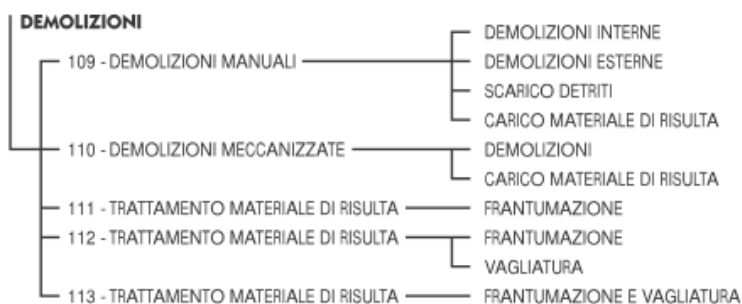 DEMOLIZIONI
DEMOLIZIONI INTERNE
109 - DEMOLIZIONI MANUALI DEMOLIZIONI ESTERNE
SCARICO DETRITI
CARICO MATERIALE DI RISULTA
110 - DEMOLIZIONI MECCANIZZATE DEMOLIZIONI
CARICO MATERIALE DI RISULTA
111 - TRATTAMENTO MATERIALE DI RISULTA FRANTUMAZIONE
112 - TRATTAMENTO MATERIALE DI RISULTA FRANTUMAZIONE
VAGLIATURA
113 - TRATTAMENTO MATERIALE DI RISULTA FRANTUMAZIONE E VAGLIATURA